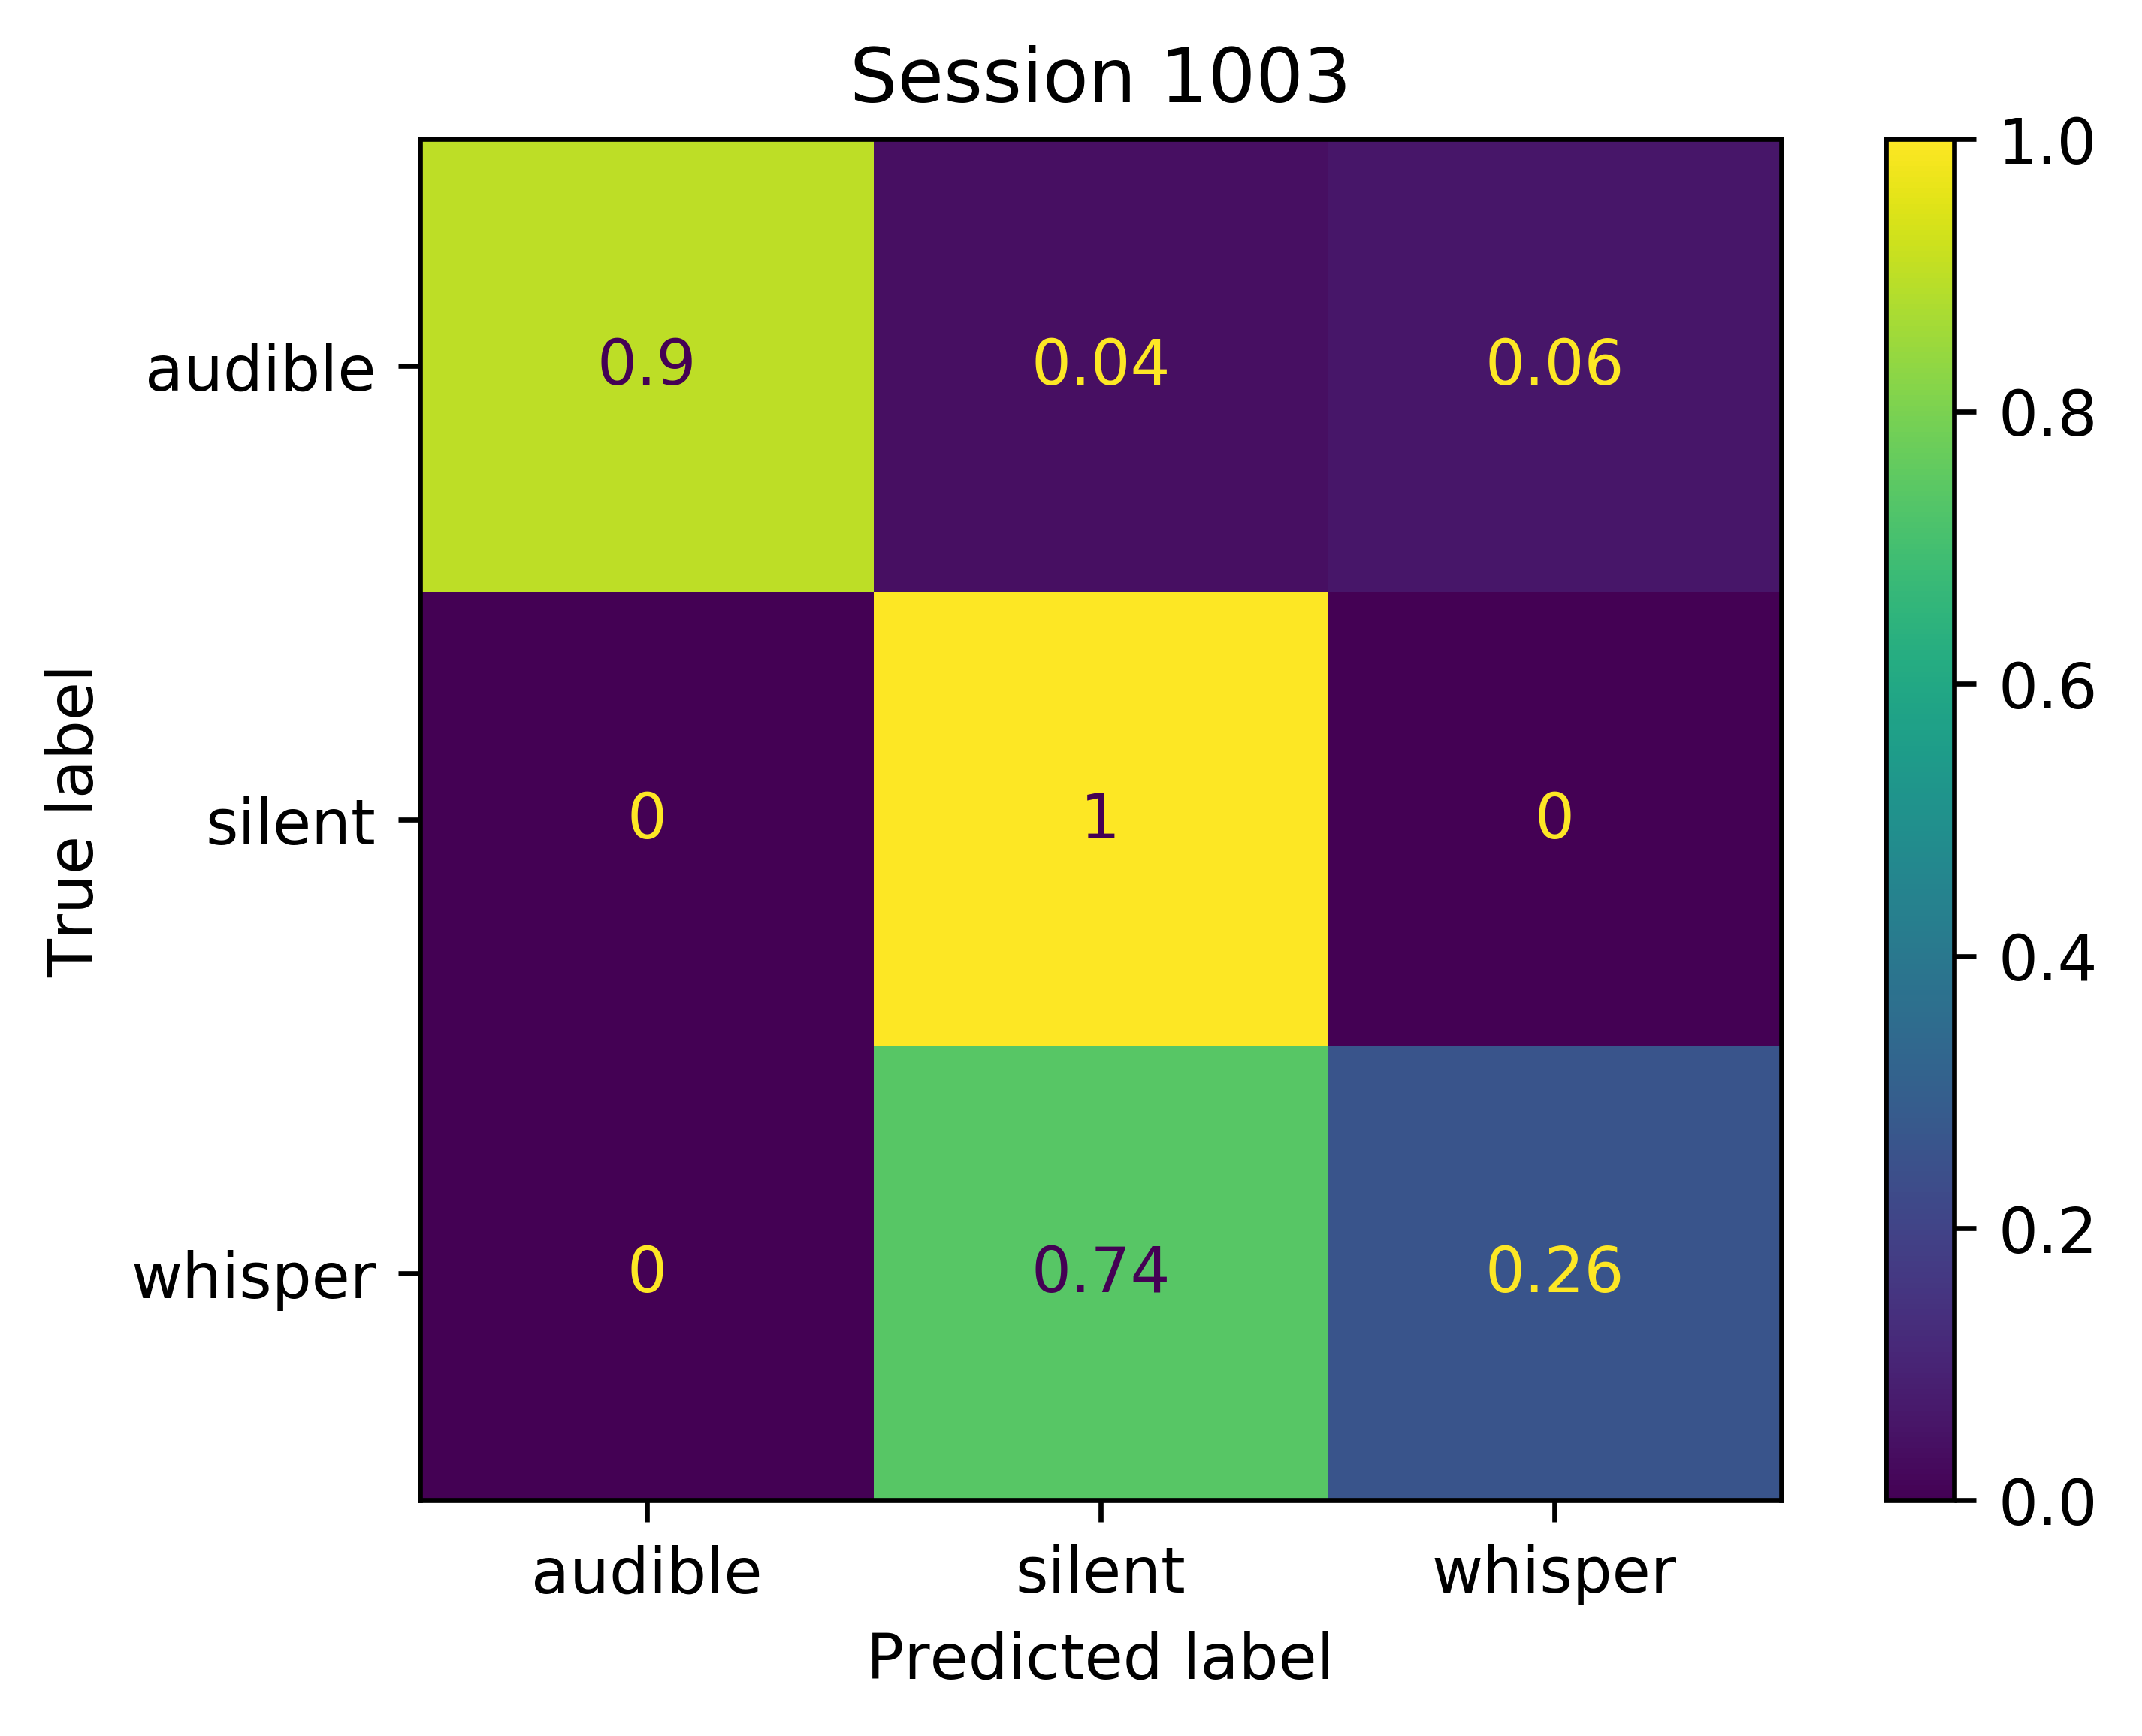 Session 1003
True label
audible
0.9 0.04 0.06
silent
0 1 0
whisper
0 0.74 0.26
audible silent whisper
Predicted label
1.0
0.8
0.6
0.4
0.2
0.0